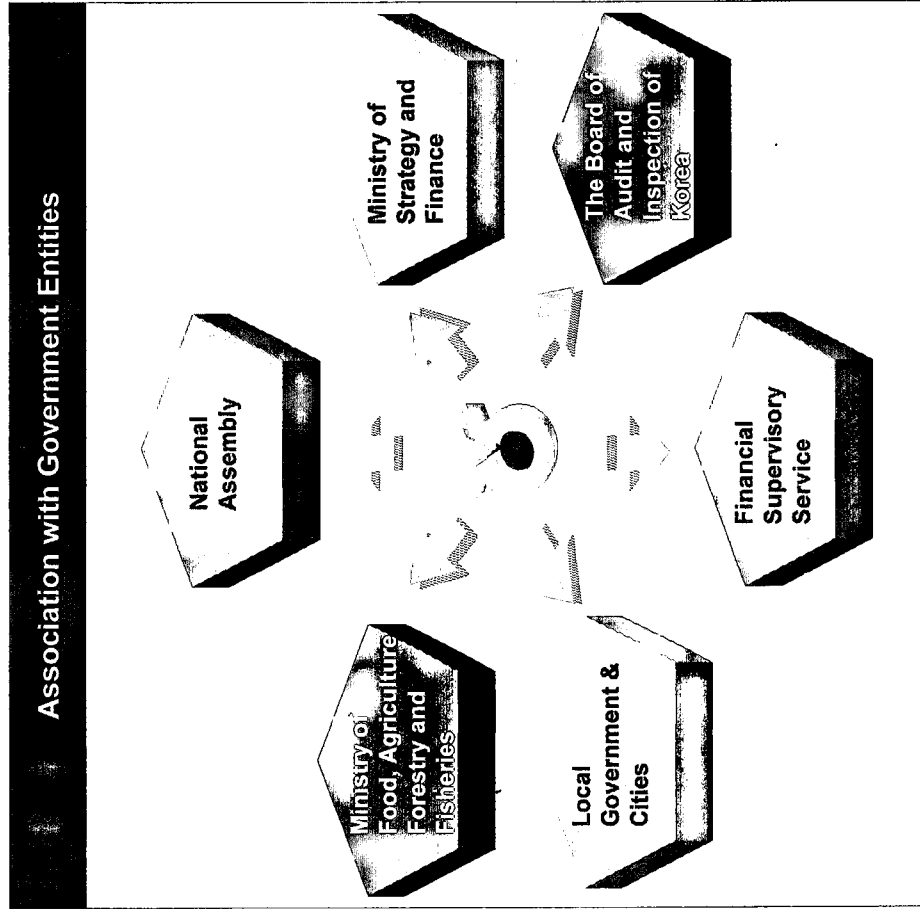 Association with Government Entities
National
Assembly
Ministry of
Food, Agriculture
Forestry and
Fisheries
Ministry of
Strategy and
Finance
Local
Government &
Cities
The Board of
Audit and
Inspection of
Korea
Financial
Supervisory
Service